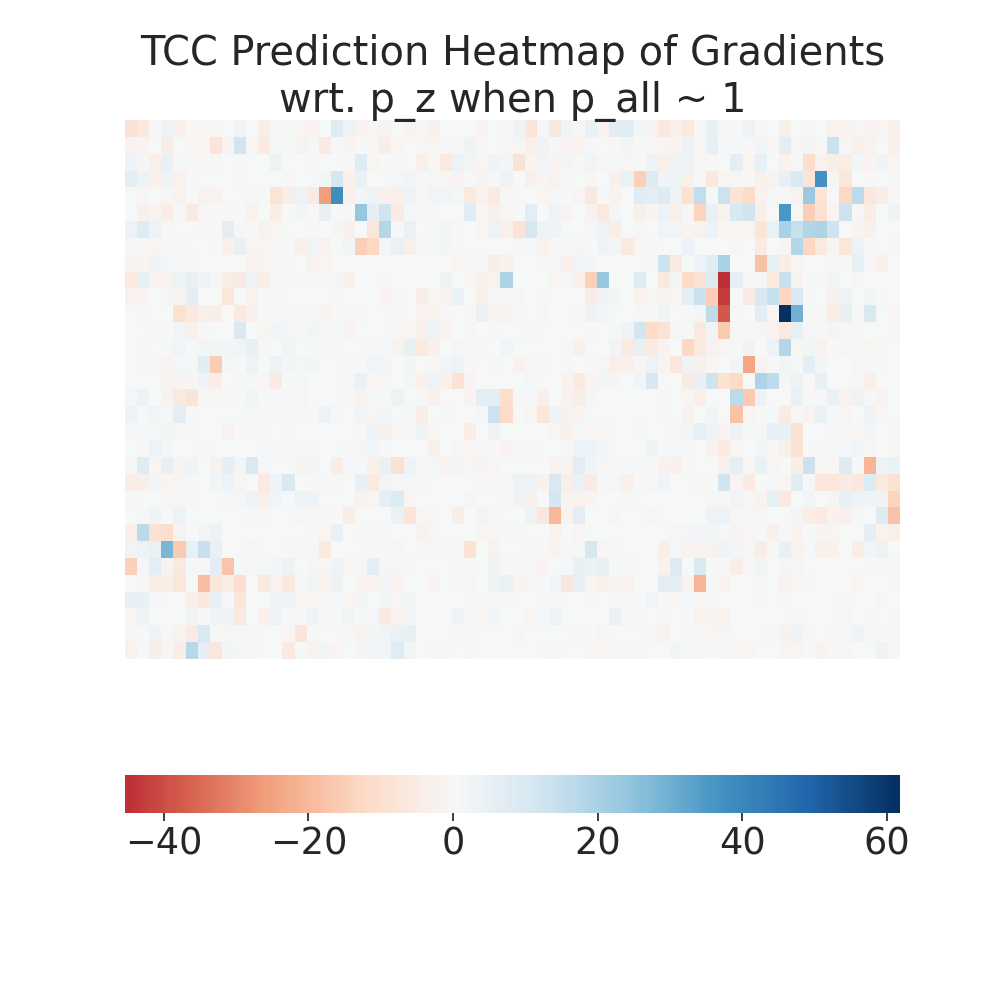 TCC Prediction Heatmap of Gradients
wrt. p_z when p_all ~ 1
−40 −20 0 20 40 60